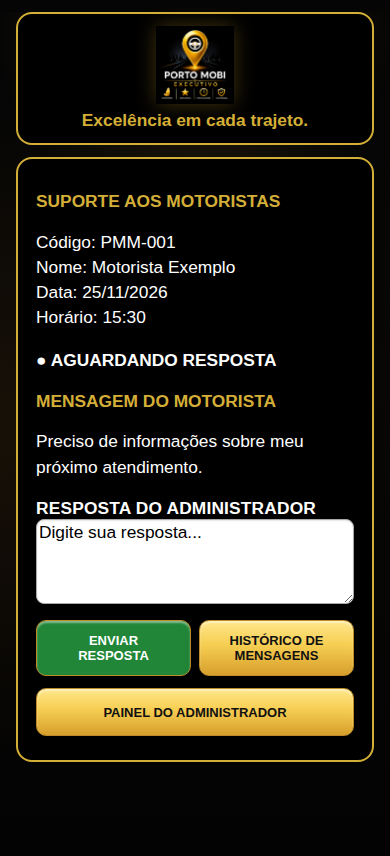 PORTO MOBI
EXECUTIVO
Excelência em cada trajeto.
SUPORTE AOS MOTORISTAS
Código: PMM-001
Nome: Motorista Exemplo
Data: 25/11/2026
Horário: 15:30
● AGUARDANDO RESPOSTA
MENSAGEM DO MOTORISTA
Preciso de informações sobre meu
próximo atendimento.
RESPOSTA DO ADMINISTRADOR
Digite sua resposta...
ENVIAR
RESPOSTA
HISTÓRICO DE
MENSAGENS
PAINEL DO ADMINISTRADOR